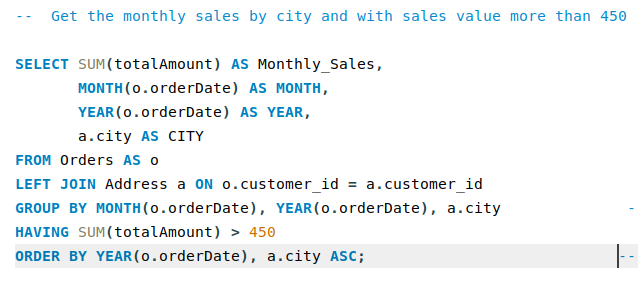 --  Get the monthly sales by city and with sales value more than 450
SELECT SUM(totalAmount) AS Monthly_Sales,
       MONTH(o.orderDate) AS MONTH,
       YEAR(o.orderDate) AS YEAR,
       a.city AS CITY
FROM Orders AS o
LEFT JOIN Address a ON o.customer_id = a.customer_id
GROUP BY MONTH(o.orderDate), YEAR(o.orderDate), a.city               -
HAVING SUM(totalAmount) > 450
ORDER BY YEAR(o.orderDate), a.city ASC;                             --